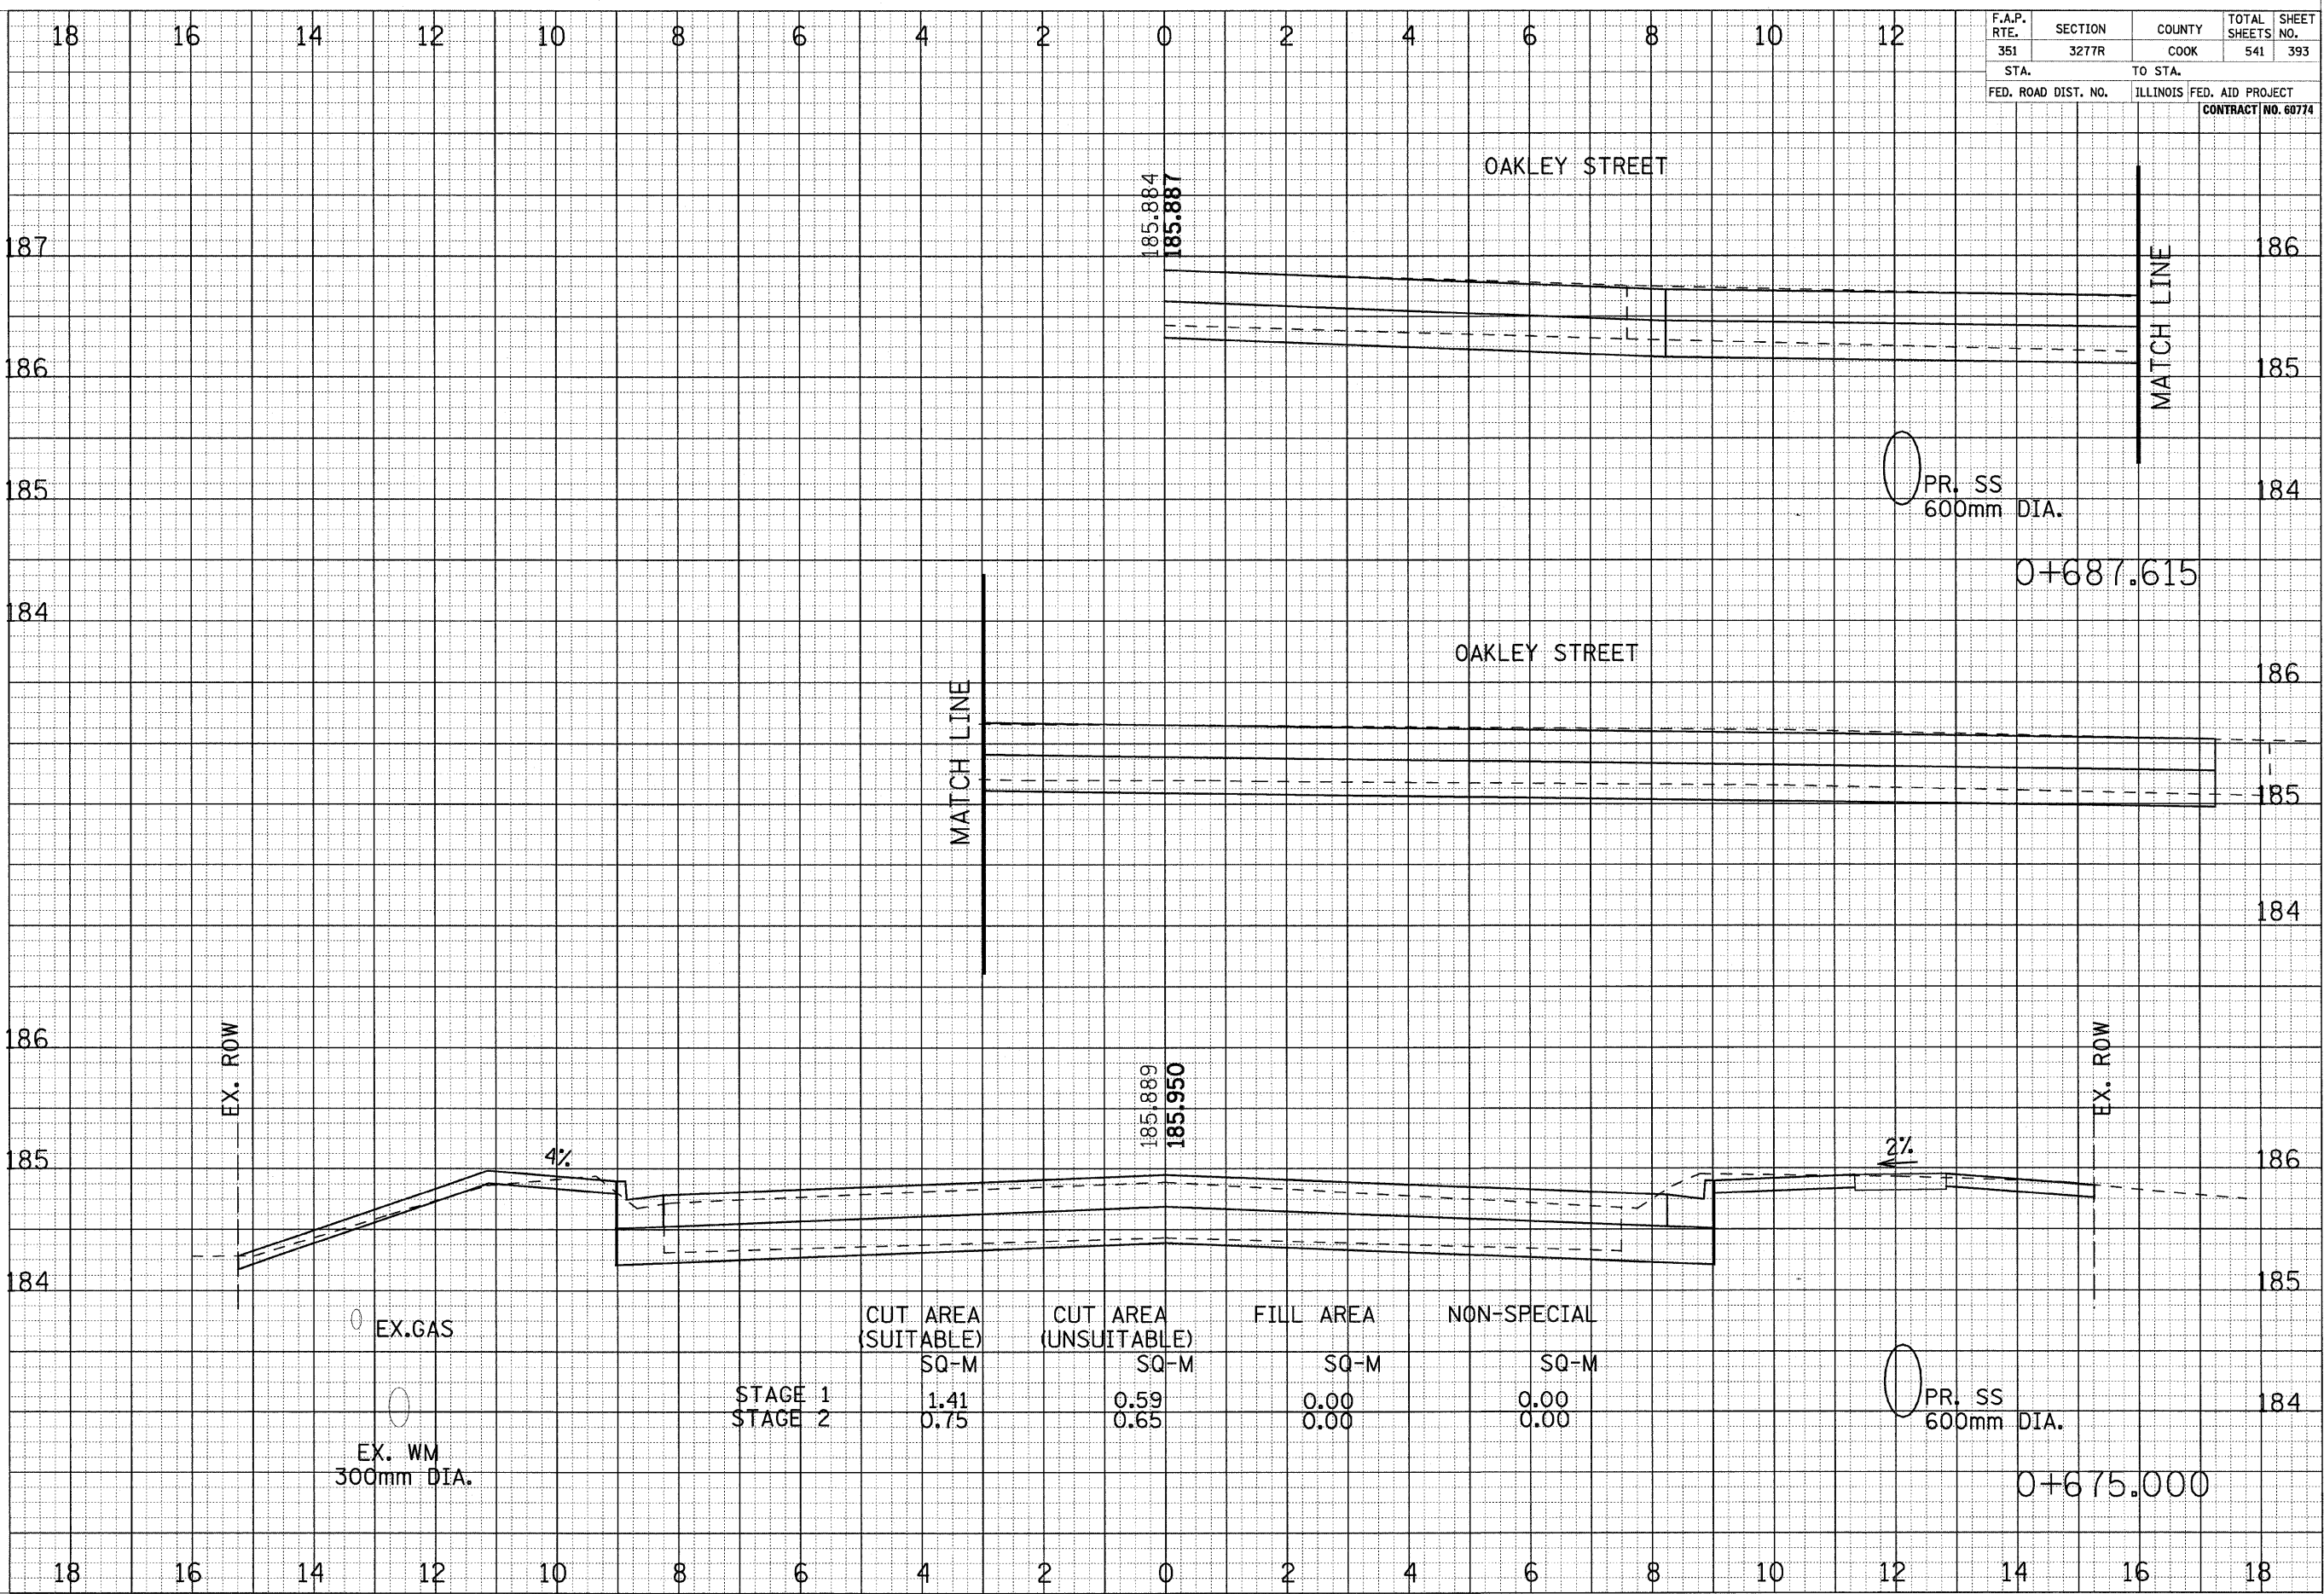 18 16 14 12 10 8 6 4 2 0 2 4 6 8 10 12
F.A.P. RTE. SECTION COUNTY TOTAL SHEETS SHEET NO.
351 3277R COOK 541 393
STA. TO STA.
FED. ROAD DIST. NO. ILLINOIS FED. AID PROJECT
CONTRACT NO. 60774
OAKLEY STREET
185.884
185.887
187 186
MATCH LINE
186 185
185 184
PR. SS
600mm DIA.
0+687.615
184
OAKLEY STREET
186
MATCH LINE
185
184
186
EX. ROW
185.889
185.950
EX. ROW
185 186
4%
2%
184 185
EX.GAS
CUT AREA CUT AREA FILL AREA NON-SPECIAL
(SUITABLE) (UNSUITABLE)
SQ-M SQ-M SQ-M SQ-M
STAGE 1 1.41 0.59 0.00 0.00
STAGE 2 0.75 0.65 0.00 0.00
PR. SS 184
600mm DIA.
EX. WM
300mm DIA.
0+675.000
18 16 14 12 10 8 6 4 2 0 2 4 6 8 10 12 14 16 18